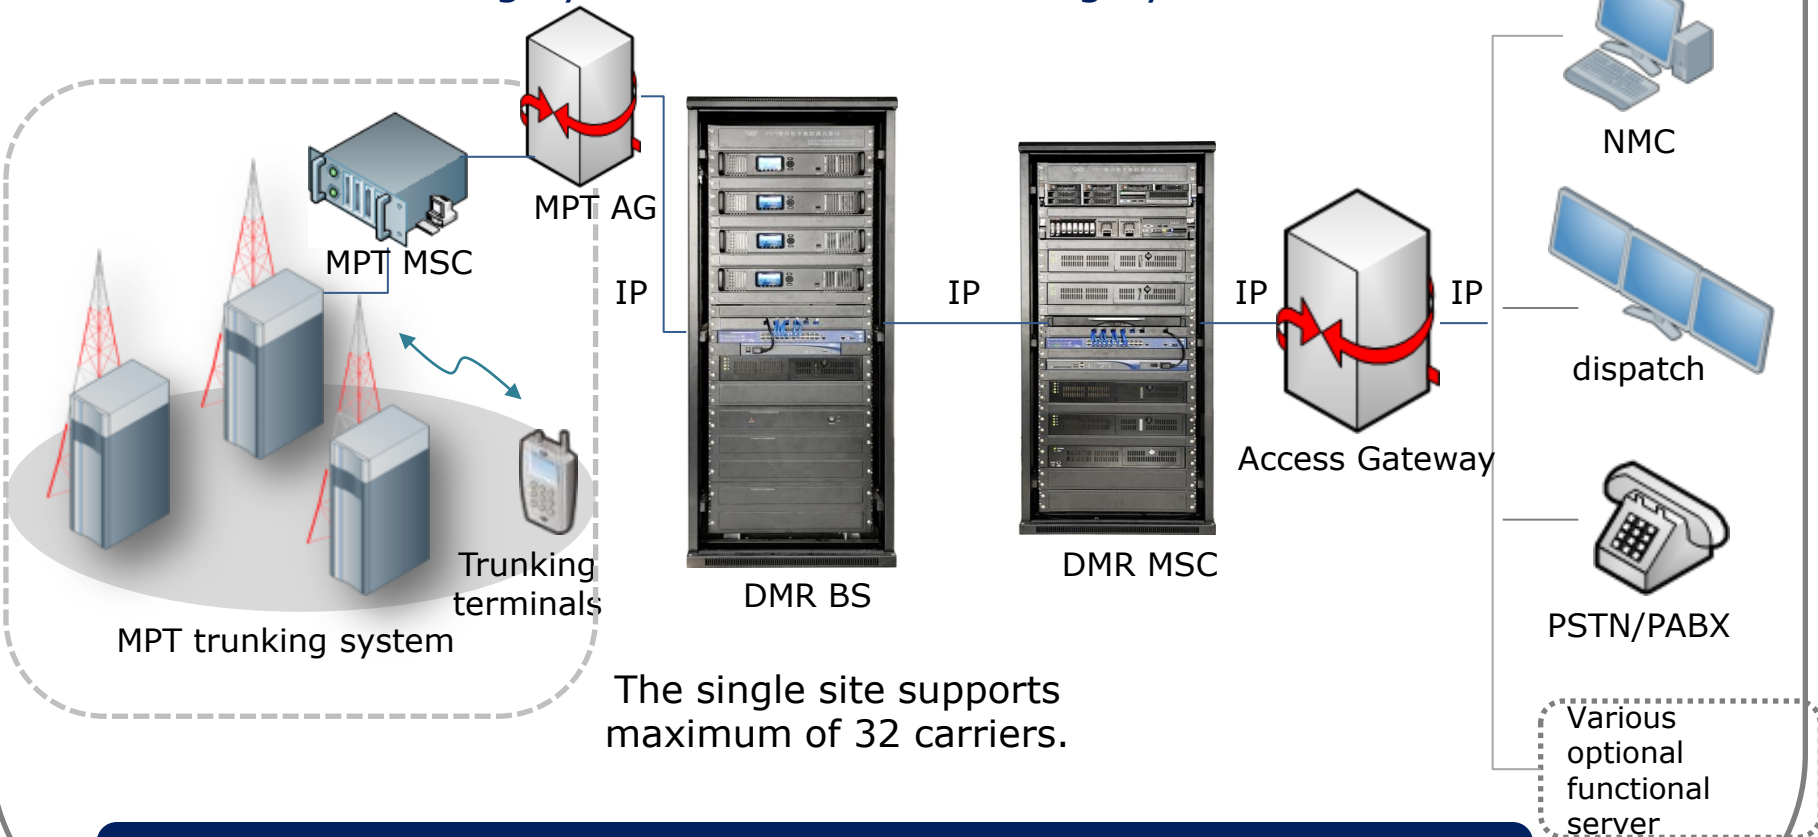 NMC
MPT AG
MPT MSC
IP
IP
IP
IP
dispatch
Access Gateway
Trunking
terminals
DMR BS
DMR MSC
MPT trunking system
PSTN/PABX
The single site supports
maximum of 32 carriers.
Various
optional
functional
server